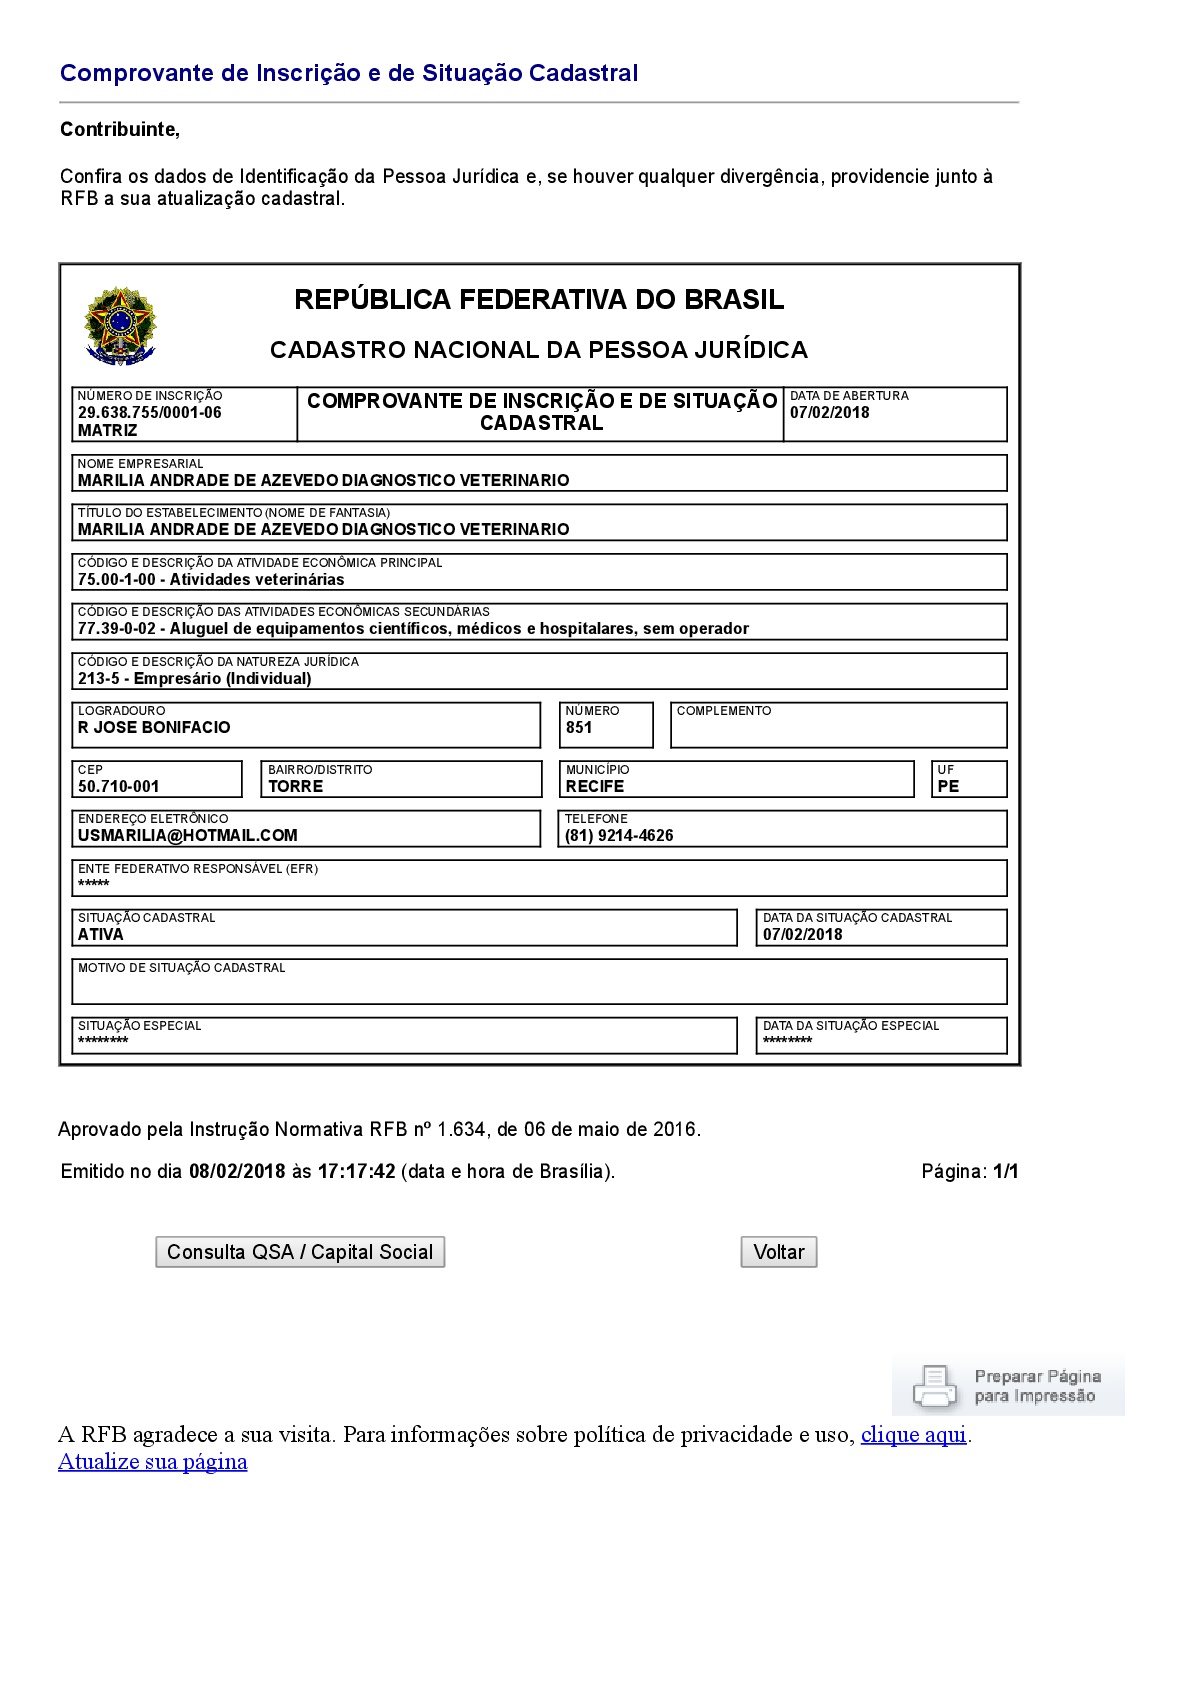 Comprovante de Inscrição e de Situação Cadastral
Contribuinte,
Confira os dados de Identificação da Pessoa Jurídica e, se houver qualquer divergência, providencie junto à
RFB a sua atualização cadastral.
REPÚBLICA FEDERATIVA DO BRASIL
CADASTRO NACIONAL DA PESSOA JURÍDICA
NÚMERO DE INSCRIÇÃO
29.638.755/0001-06
MATRIZ
COMPROVANTE DE INSCRIÇÃO E DE SITUAÇÃO
CADASTRAL
DATA DE ABERTURA
07/02/2018
NOME EMPRESARIAL
MARILIA ANDRADE DE AZEVEDO DIAGNOSTICO VETERINARIO
TÍTULO DO ESTABELECIMENTO (NOME DE FANTASIA)
MARILIA ANDRADE DE AZEVEDO DIAGNOSTICO VETERINARIO
CÓDIGO E DESCRIÇÃO DA ATIVIDADE ECONÔMICA PRINCIPAL
75.00-1-00 - Atividades veterinárias
CÓDIGO E DESCRIÇÃO DAS ATIVIDADES ECONÔMICAS SECUNDÁRIAS
77.39-0-02 - Aluguel de equipamentos científicos, médicos e hospitalares, sem operador
CÓDIGO E DESCRIÇÃO DA NATUREZA JURÍDICA
213-5 - Empresário (Individual)
LOGRADOURO
R JOSE BONIFACIO
NÚMERO
851
COMPLEMENTO
CEP
50.710-001
BAIRRO/DISTRITO
TORRE
MUNICÍPIO
RECIFE
UF
PE
ENDEREÇO ELETRÔNICO
USMARILIA@HOTMAIL.COM
TELEFONE
(81) 9214-4626
ENTE FEDERATIVO RESPONSÁVEL (EFR)
*****
SITUAÇÃO CADASTRAL
ATIVA
DATA DA SITUAÇÃO CADASTRAL
07/02/2018
MOTIVO DE SITUAÇÃO CADASTRAL
SITUAÇÃO ESPECIAL
********
DATA DA SITUAÇÃO ESPECIAL
********
Aprovado pela Instrução Normativa RFB nº 1.634, de 06 de maio de 2016.
Emitido no dia 08/02/2018 às 17:17:42 (data e hora de Brasília).
Página: 1/1
Consulta QSA / Capital Social
Voltar
Preparar Página
para Impressão
A RFB agradece a sua visita. Para informações sobre política de privacidade e uso, clique aqui.
Atualize sua página